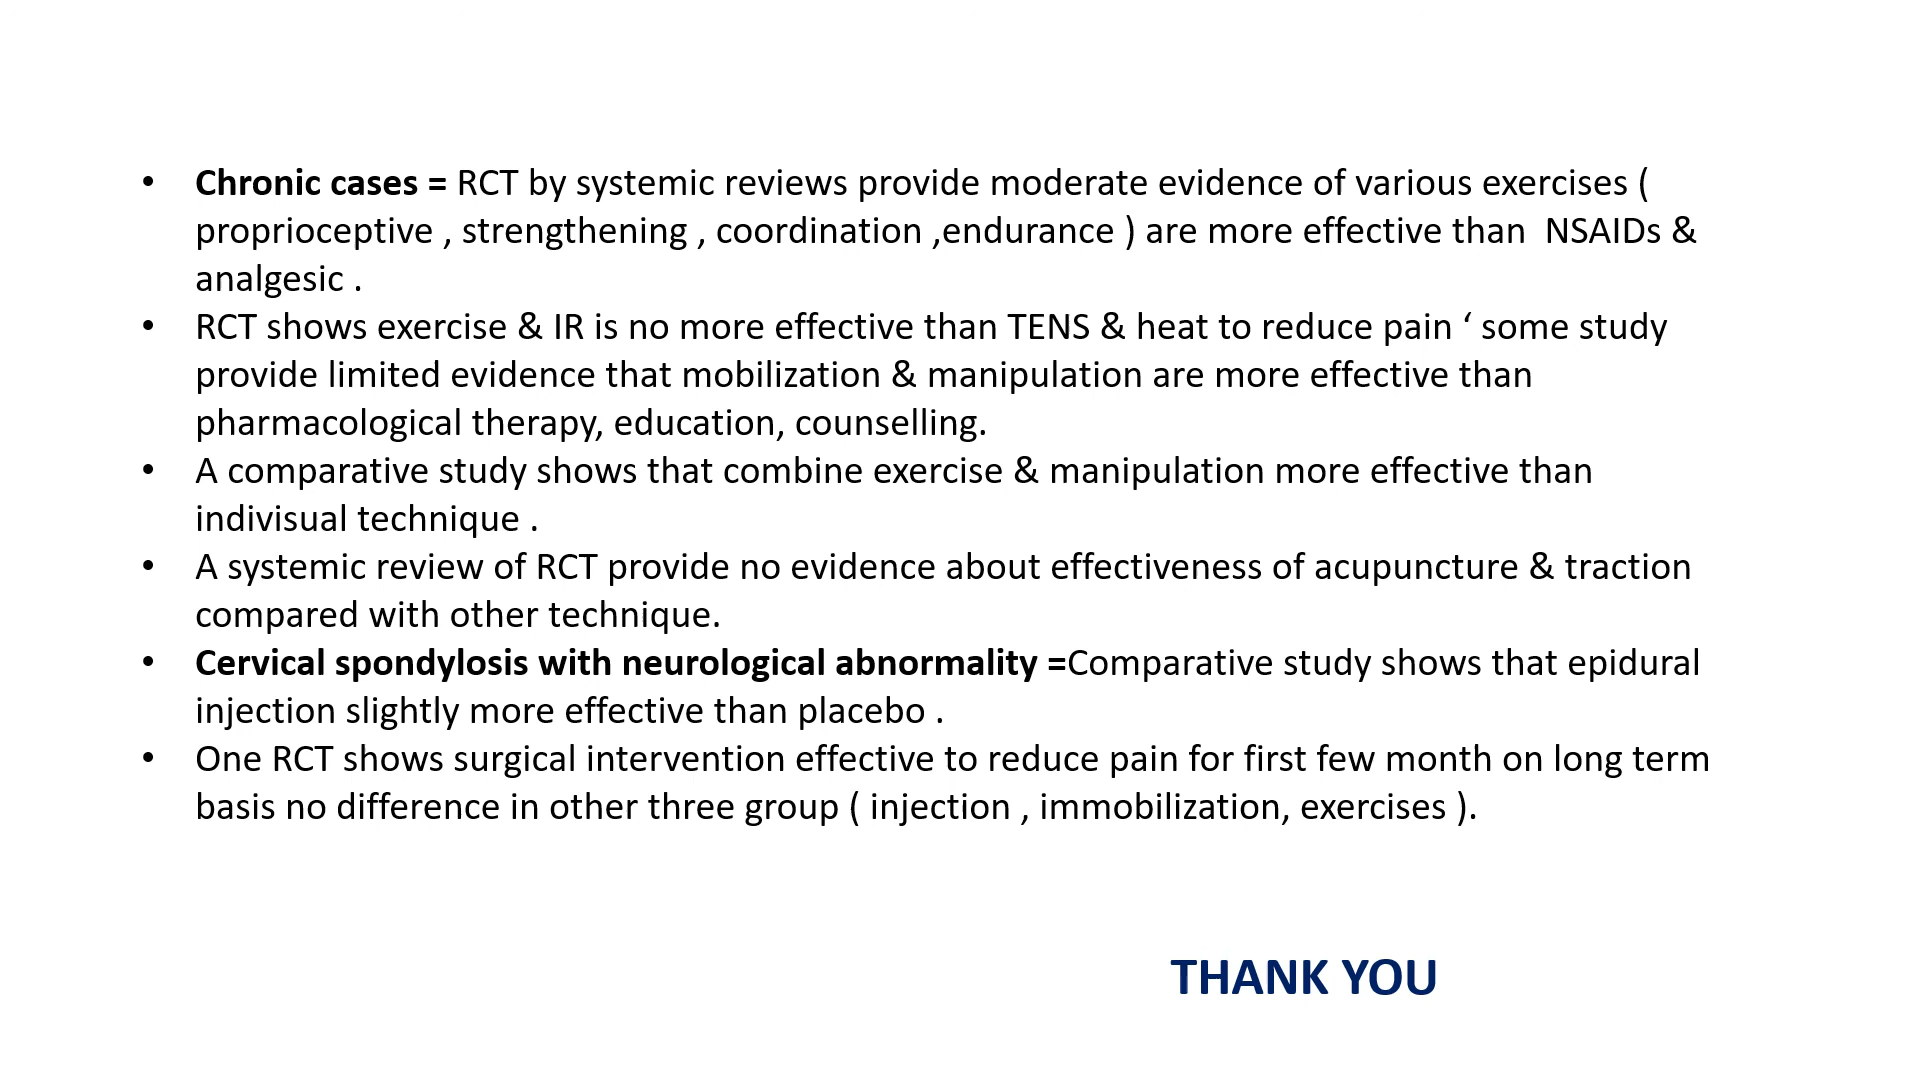 • Chronic cases = RCT by systemic reviews provide moderate evidence of various exercises (
proprioceptive , strengthening , coordination ,endurance ) are more effective than  NSAIDs &
analgesic .
• RCT shows exercise & IR is no more effective than TENS & heat to reduce pain ‘ some study
provide limited evidence that mobilization & manipulation are more effective than
pharmacological therapy, education, counselling.
• A comparative study shows that combine exercise & manipulation more effective than
indivisual technique .
• A systemic review of RCT provide no evidence about effectiveness of acupuncture & traction
compared with other technique.
• Cervical spondylosis with neurological abnormality =Comparative study shows that epidural
injection slightly more effective than placebo .
• One RCT shows surgical intervention effective to reduce pain for first few month on long term
basis no difference in other three group ( injection , immobilization, exercises ).
THANK YOU